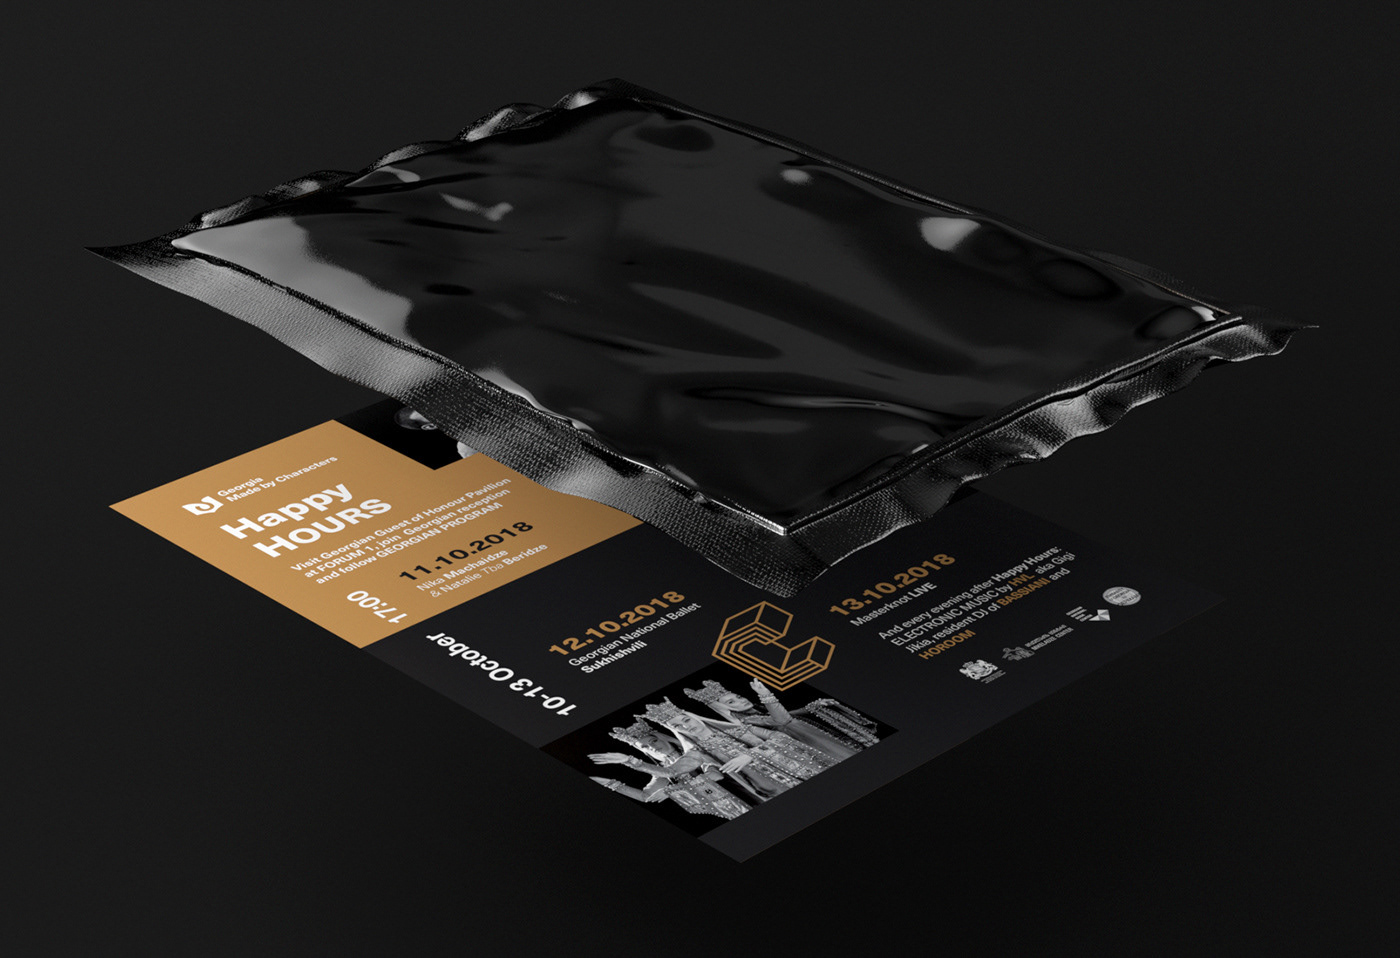 Georgia
Made by Characters
Happy
HOURS
Visit Georgian Guest of Honour Pavilion
at FORUM 1, join Georgian reception
and follow GEORGIAN PROGRAM
17:00
11.10.2018
Nika Machaidze
& Natalie Tba Beridze
10-13 October
12.10.2018
Georgian National Ballet
Sukhishvili
13.10.2018
Masterknot LIVE
And every evening after Happy Hours:
ELECTRONIC MUSIC by HVL aka Gigi
Jikia, resident DJ of BASSIANI and
HOROOM